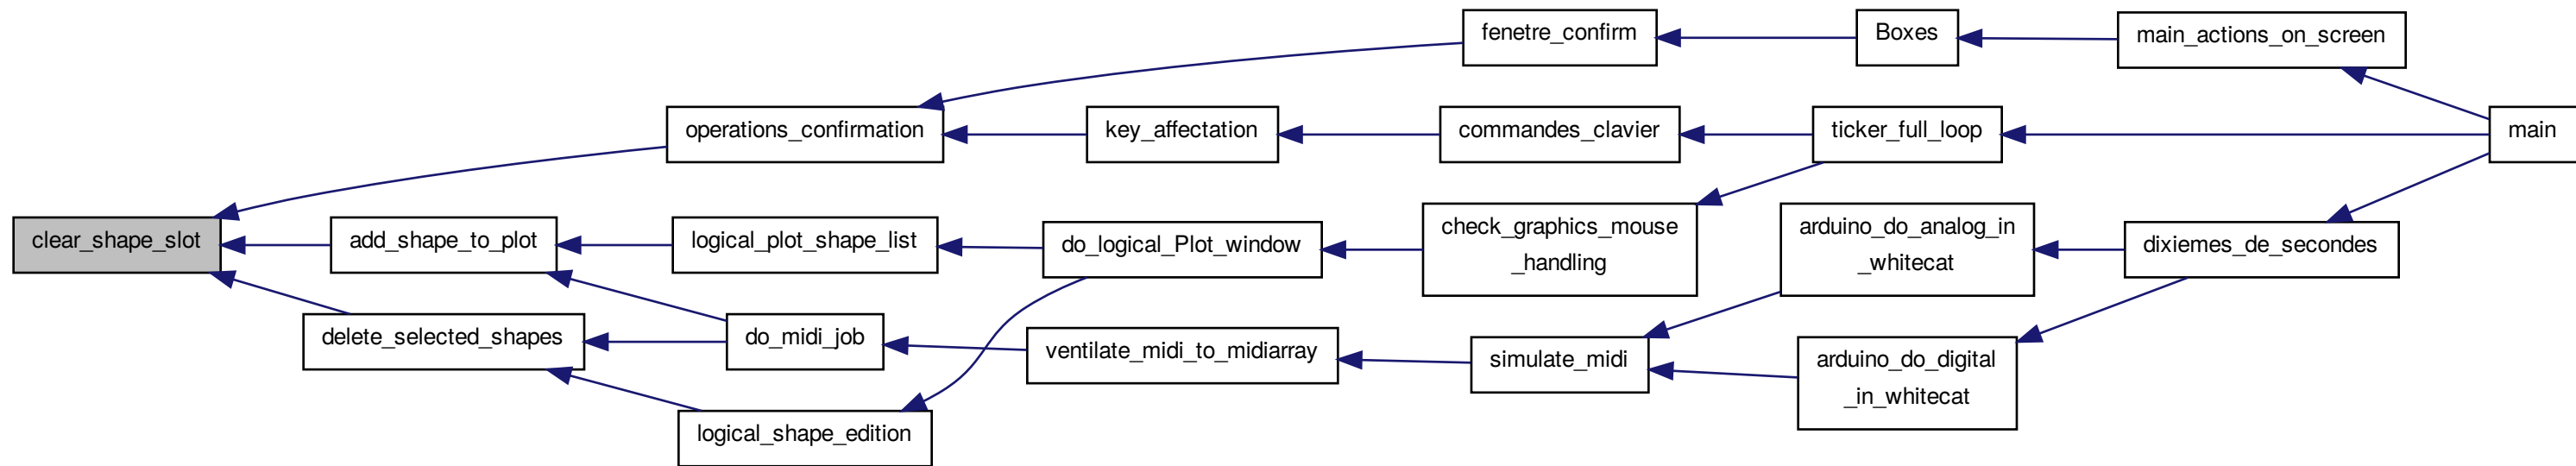 fenetre_confirm
Boxes
main_actions_on_screen
operations_confirmation
key_affectation
commandes_clavier
ticker_full_loop
main
clear_shape_slot
add_shape_to_plot
logical_plot_shape_list
do_logical_Plot_window
check_graphics_mouse
_handling
arduino_do_analog_in
_whitecat
dixiemes_de_secondes
delete_selected_shapes
do_midi_job
ventilate_midi_to_midiarray
simulate_midi
arduino_do_digital
_in_whitecat
logical_shape_edition